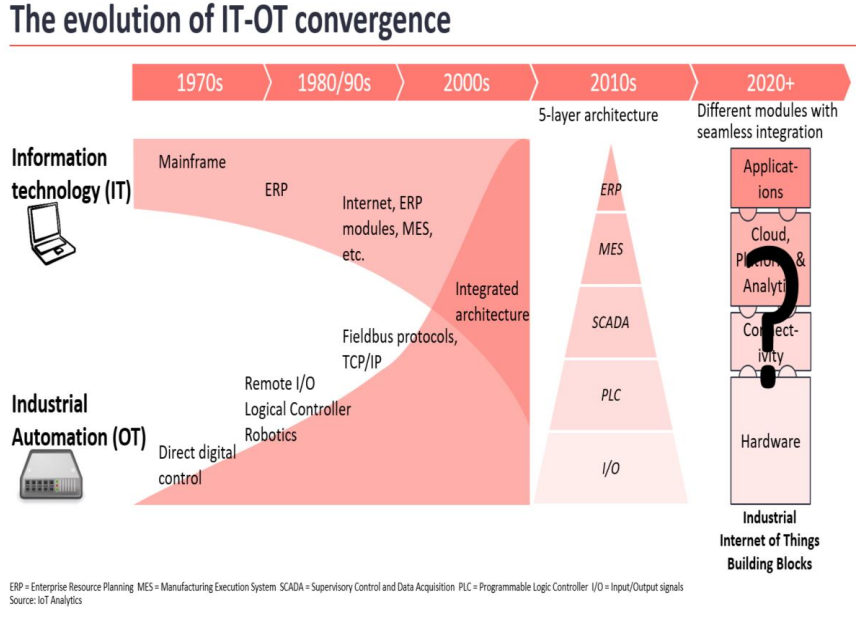 The evolution of IT-OT convergence
1970s
1980/90s
2000s
2010s
2020+
5-layer architecture
Different modules with
seamless integration
Information
technology (IT)
Mainframe
ERP
Internet, ERP
modules, MES,
etc.
Integrated
architecture
Fieldbus protocols,
TCP/IP
Remote I/O
Logical Controller
Robotics
Direct digital
control
Industrial
Automation (OT)
ERP
MES
SCADA
PLC
I/O
Applicat-
ions
Cloud,
&
?
ivity
Hardware
Industrial
Internet of Things
Building Blocks
ERP = Enterprise Resource Planning MES = Manufacturing Execution System SCADA = Supervisory Control and Data Acquisition PLC = Programmable Logic Controller I/O = Input/Output signals
Source: IoT Analytics